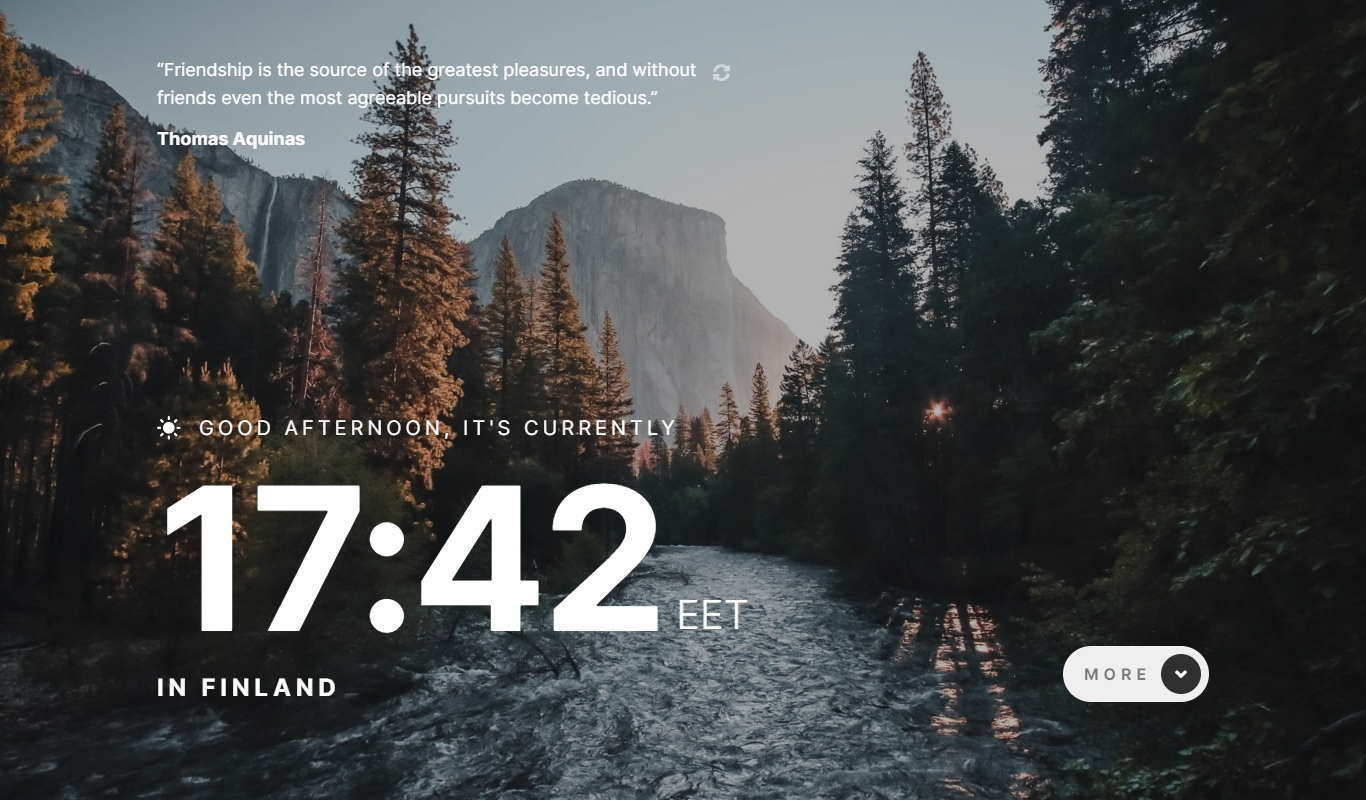 “Friendship is the source of the greatest pleasures, and without
friends even the most agreeable pursuits become tedious.”
Thomas Aquinas
GOOD AFTERNOON, IT'S CURRENTLY
17:42 EET
IN FINLAND
MORE